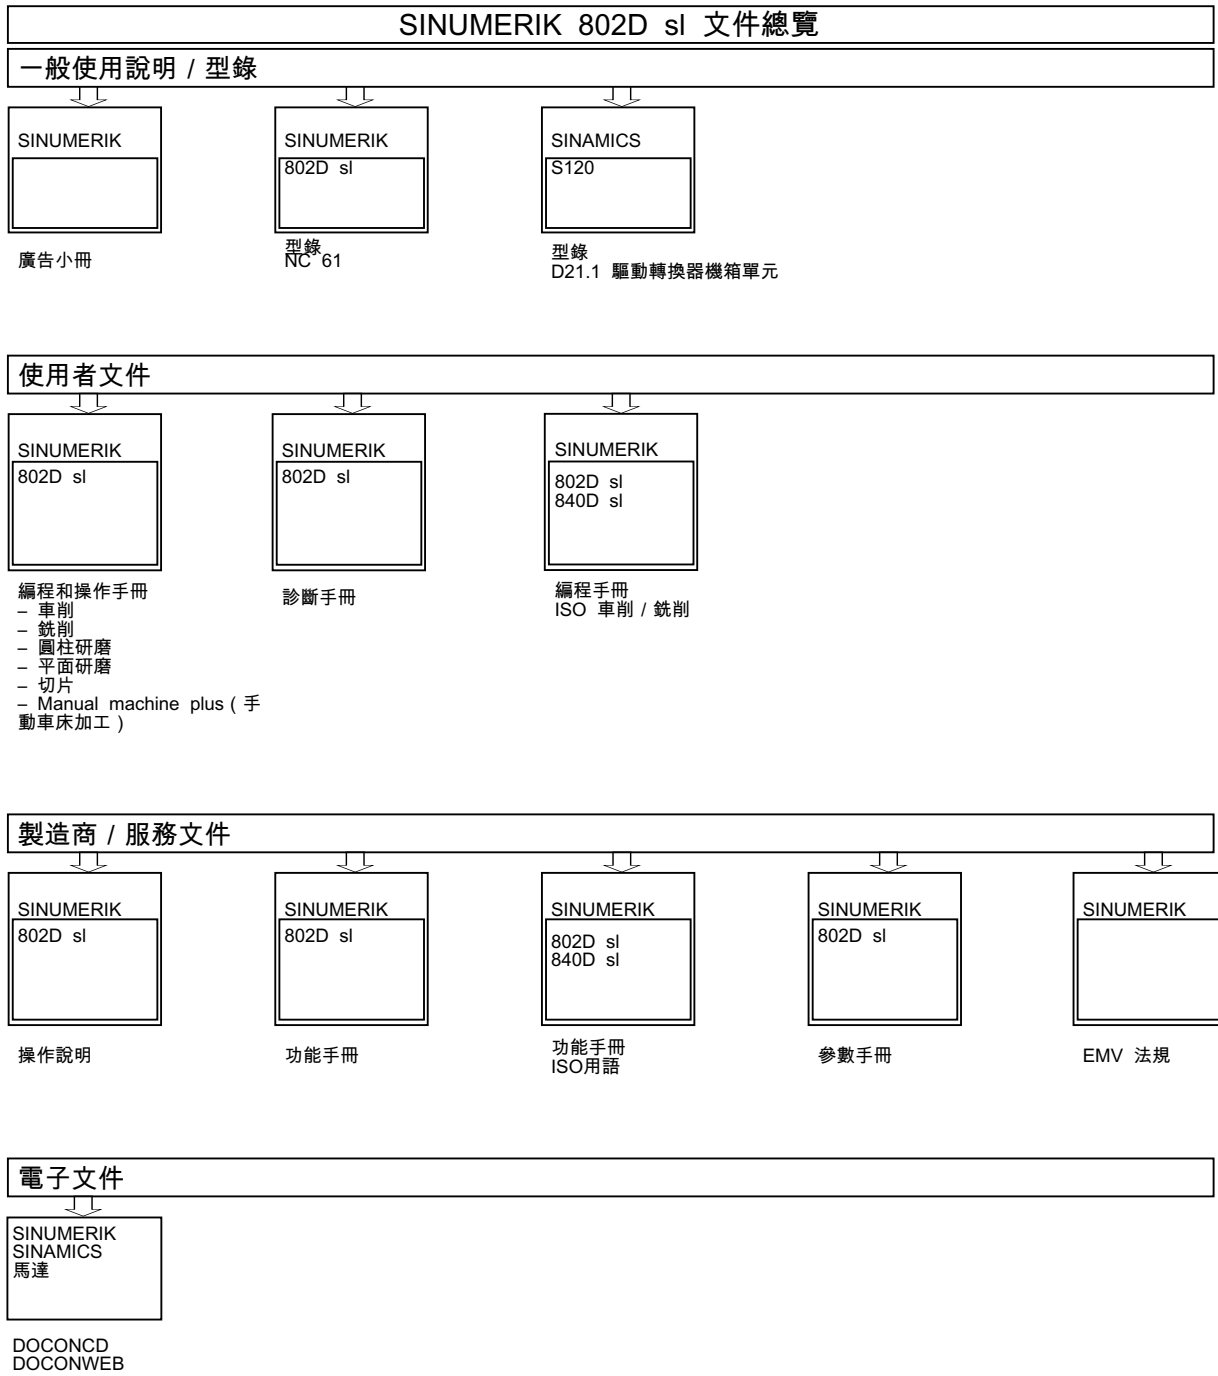 SINUMERIK 802D sl 文件總覽
一般使用說明 / 型錄
SINUMERIK
廣告小冊
SINUMERIK
802D sl
型錄
NC 61
SINAMICS
S120
型錄
D21.1 驅動轉換器機箱單元
使用者文件
SINUMERIK
802D sl
編程和操作手冊
– 車削
– 銑削
– 圓柱研磨
– 平面研磨
– 切片
– Manual machine plus ( 手
動車床加工 )
SINUMERIK
802D sl
診斷手冊
SINUMERIK
802D sl
840D sl
編程手冊
ISO 車削 / 銑削
製造商 / 服務文件
SINUMERIK
802D sl
操作說明
SINUMERIK
802D sl
功能手冊
SINUMERIK
802D sl
840D sl
功能手冊
ISO用語
SINUMERIK
802D sl
參數手冊
SINUMERIK
EMV 法規
電子文件
SINUMERIK
SINAMICS
馬達
DOCONCD
DOCONWEB